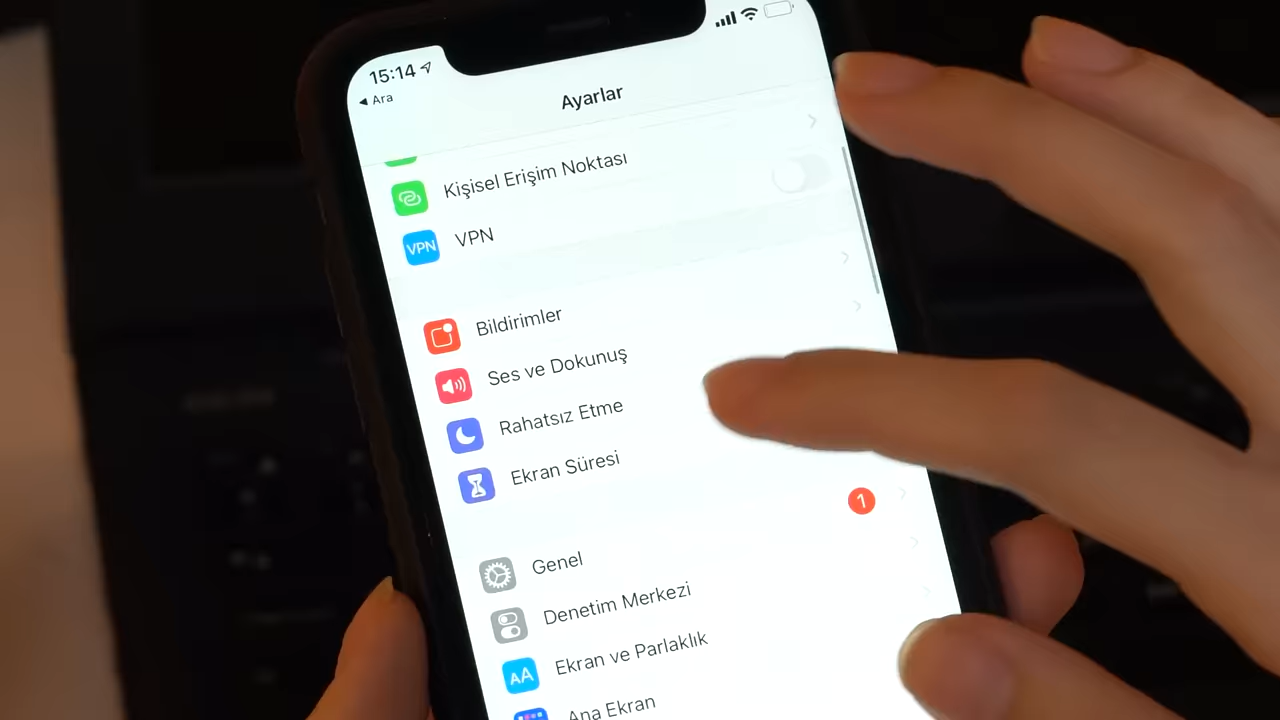 15:14
◀ Ara
Ayarlar
Kişisel Erişim Noktası
VPN VPN
Bildirimler
Ses ve Dokunuş
Rahatsız Etme
Ekran Süresi
1
Genel
Denetim Merkezi
AA Ekran ve Parlaklık
Ana Ekran